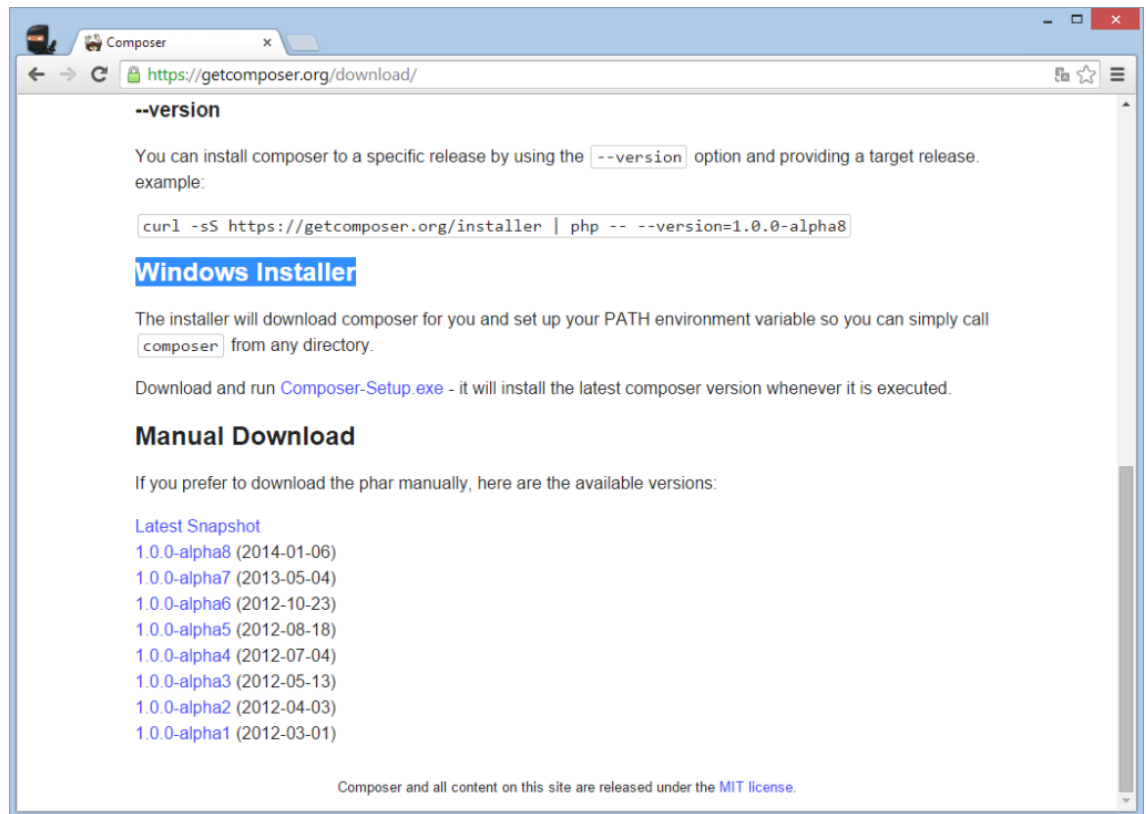 Composer
https://getcomposer.org/download/
--version
You can install composer to a specific release by using the --version option and providing a target release.
example:
curl -sS https://getcomposer.org/installer | php -- --version=1.0.0-alpha8
Windows Installer
The installer will download composer for you and set up your PATH environment variable so you can simply call
composer from any directory.
Download and run Composer-Setup.exe - it will install the latest composer version whenever it is executed.
Manual Download
If you prefer to download the phar manually, here are the available versions:
Latest Snapshot
1.0.0-alpha8 (2014-01-06)
1.0.0-alpha7 (2013-05-04)
1.0.0-alpha6 (2012-10-23)
1.0.0-alpha5 (2012-08-18)
1.0.0-alpha4 (2012-07-04)
1.0.0-alpha3 (2012-05-13)
1.0.0-alpha2 (2012-04-03)
1.0.0-alpha1 (2012-03-01)
Composer and all content on this site are released under the MIT license.